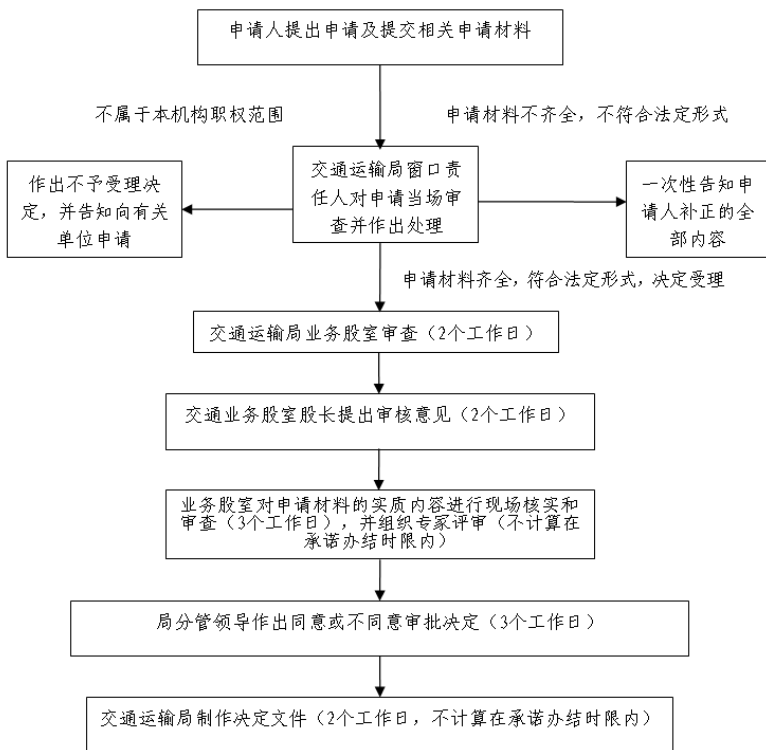 申请人提出申请及提交相关申请材料
不属于本机构职权范围
申请材料不齐全，不符合法定形式
作出不予受理决
定，并告知向有关
单位申请
交通运输局窗口责
任人对申请当场审
查并作出处理
一次性告知申
请人补正的全
部内容
申请材料齐全，符合法定形式，决定受理
交通运输局业务股室审查（2个工作日）
交通业务股室股长提出审核意见（2个工作日）
业务股室对申请材料的实质内容进行现场核实和
审查（3个工作日），并组织专家评审（不计算在
承诺办结时限内）
局分管领导作出同意或不同意审批决定（3个工作日）
交通运输局制作决定文件（2个工作日，不计算在承诺办结时限内）